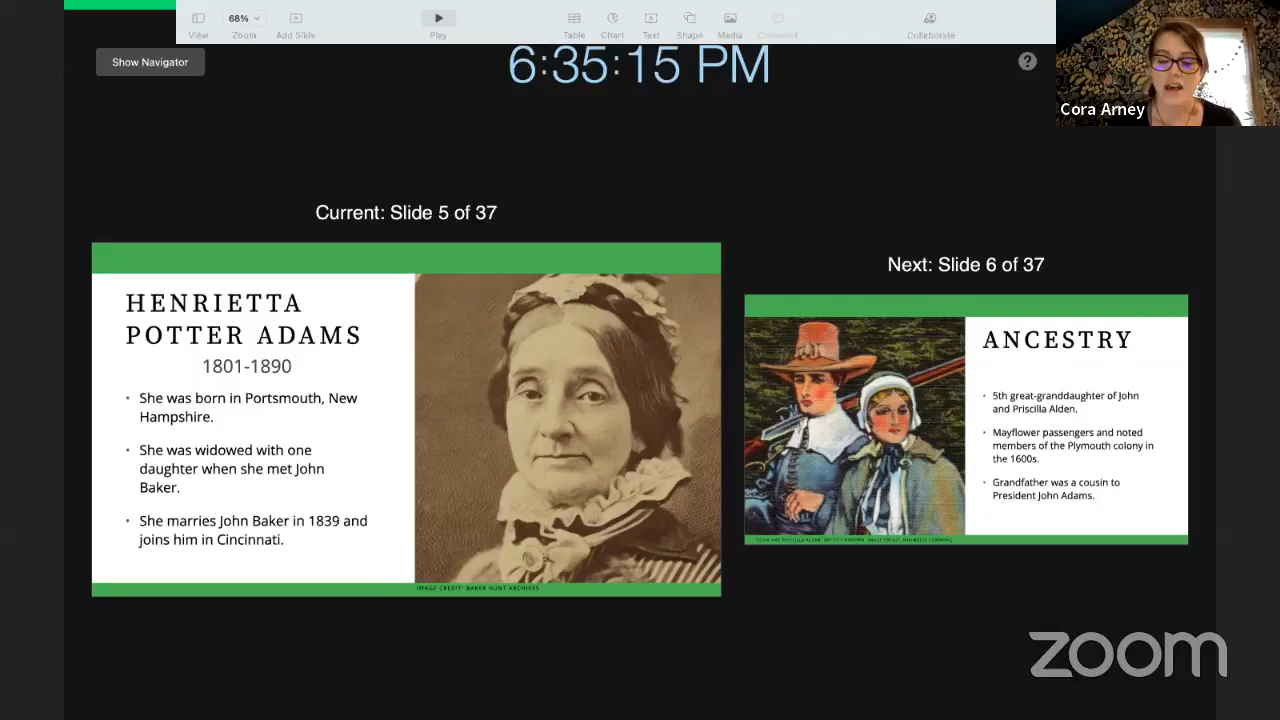 68%
View
Zoom
Add Slide
Play
Table
Chart
Text
Shape
Media
Comment
Collaborate
Show Navigator
6:35:15 PM
?
Cora Arney
Current: Slide 5 of 37
HENRIETTA
POTTER ADAMS
1801-1890
• She was born in Portsmouth, New
Hampshire.
• She was widowed with one
daughter when she met John
Baker.
• She marries John Baker in 1839 and
joins him in Cincinnati.
IMAGE CREDIT: BAKER HUNT ARCHIVES
Next: Slide 6 of 37
ANCESTRY
• 5th great-granddaughter of John
and Priscilla Alden.
• Mayflower passengers and noted
members of the Plymouth colony in
the 1600s.
• Grandfather was a cousin to
President John Adams.
zoom